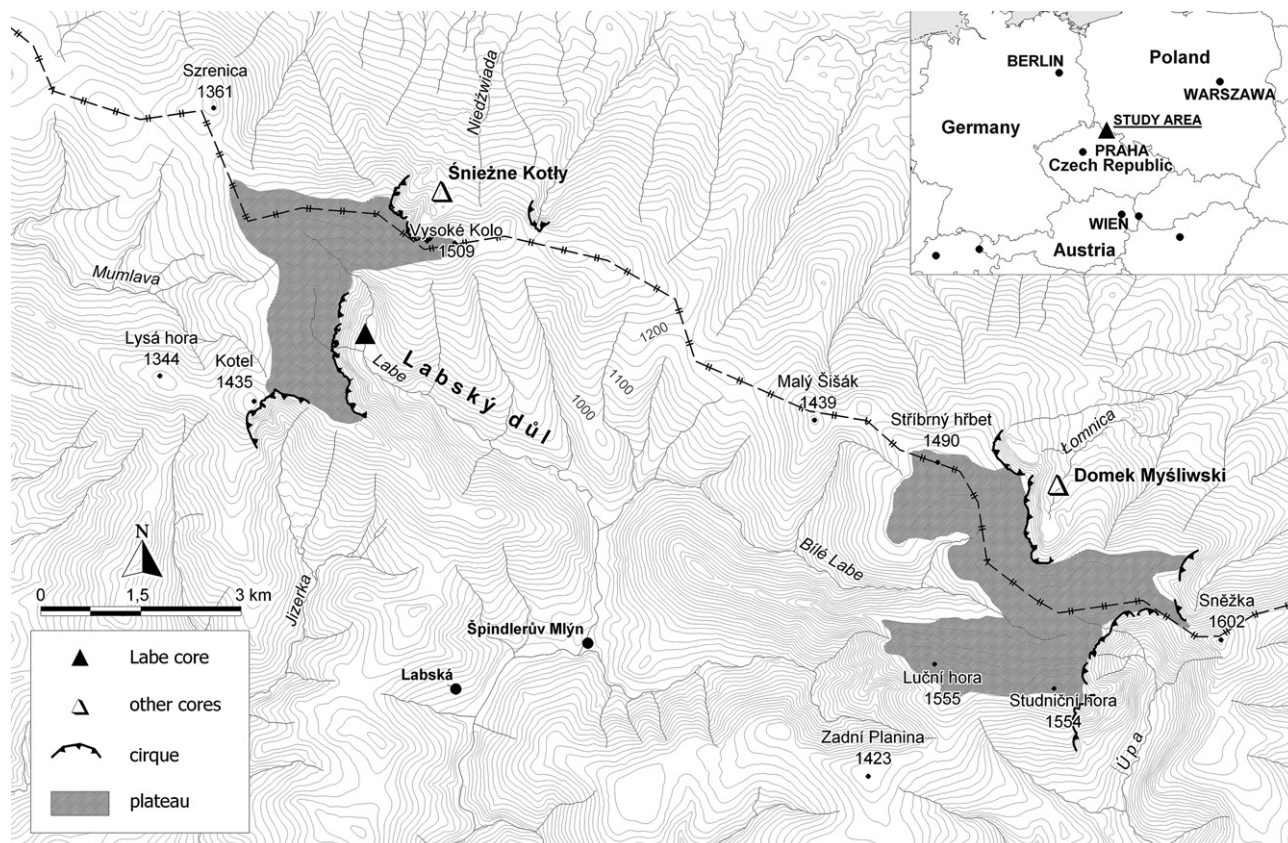 Szrenica
1361
Niedźwiada
Śnieżne Kotły
Vysoké Kolo
1509
Mumlava
Lysá hora
1344
Kotel
1435
Labe
Labský důl
1200
1100
1000
Malý Šišák
1439
Stříbrný hřbet
1490
Łomnica
Domek Myśliwski
Bílé Labe
Jizerka
Sněžka
1602
Špindlerův Mlýn
Labská
Luční hora
1555
Studniční hora
1554
Zadní Planina
1423
Úpa
N
0 1,5 3 km
Labe core
other cores
cirque
plateau
BERLIN
Poland
WARSZAWA
Germany
STUDY AREA
PRAHA
Czech Republic
WIEN
Austria